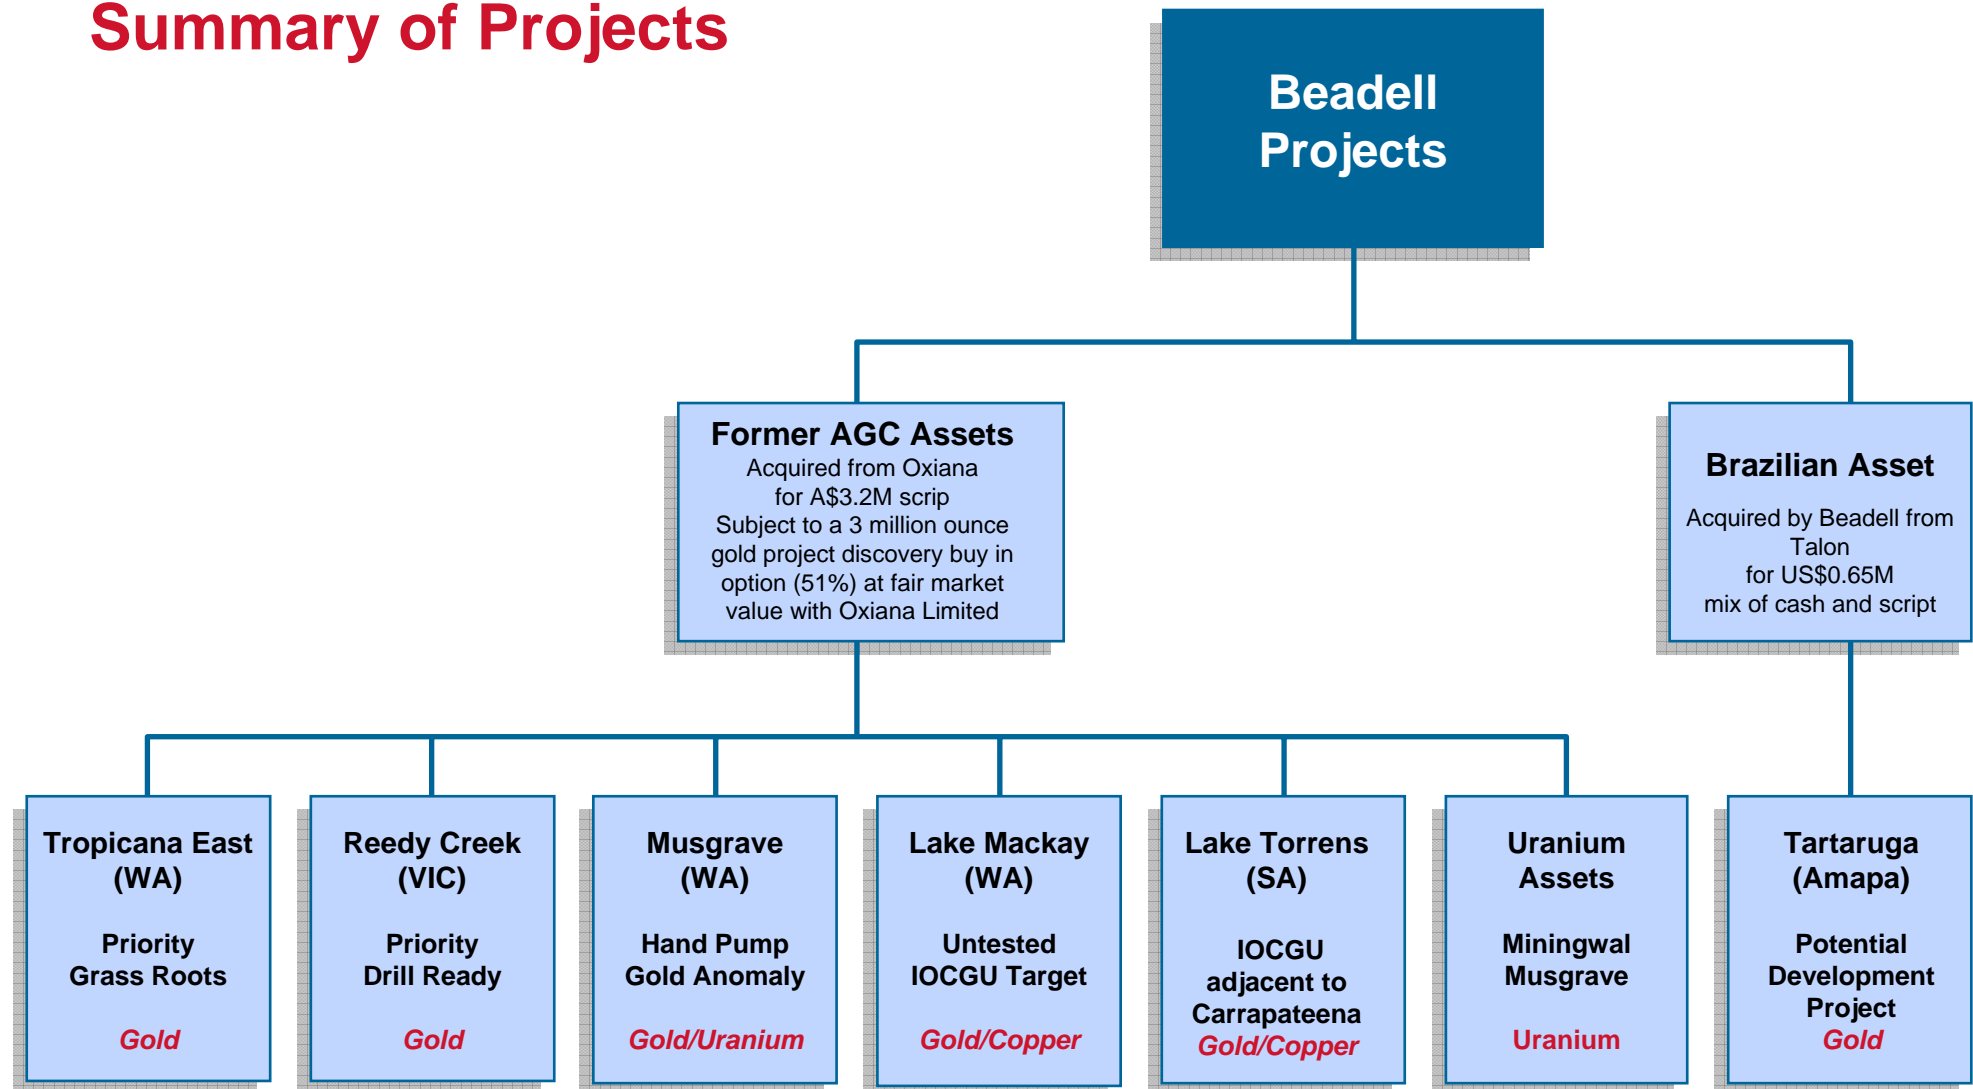 Summary of Projects
Beadell
Projects
Former AGC Assets
Acquired from Oxiana
for A$3.2M scrip
Subject to a 3 million ounce
gold project discovery buy in
option (51%) at fair market
value with Oxiana Limited
Brazilian Asset
Acquired by Beadell from
Talon
for US$0.65M
mix of cash and script
Tropicana East
(WA)
Priority
Grass Roots
Gold
Reedy Creek
(VIC)
Priority
Drill Ready
Gold
Musgrave
(WA)
Hand Pump
Gold Anomaly
Gold/Uranium
Lake Mackay
(WA)
Untested
IOCGU Target
Gold/Copper
Lake Torrens
(SA)
IOCGU
adjacent to
Carrapateena
Gold/Copper
Uranium
Assets
Miningwal
Musgrave
Uranium
Tartaruga
(Amapa)
Potential
Development
Project
Gold